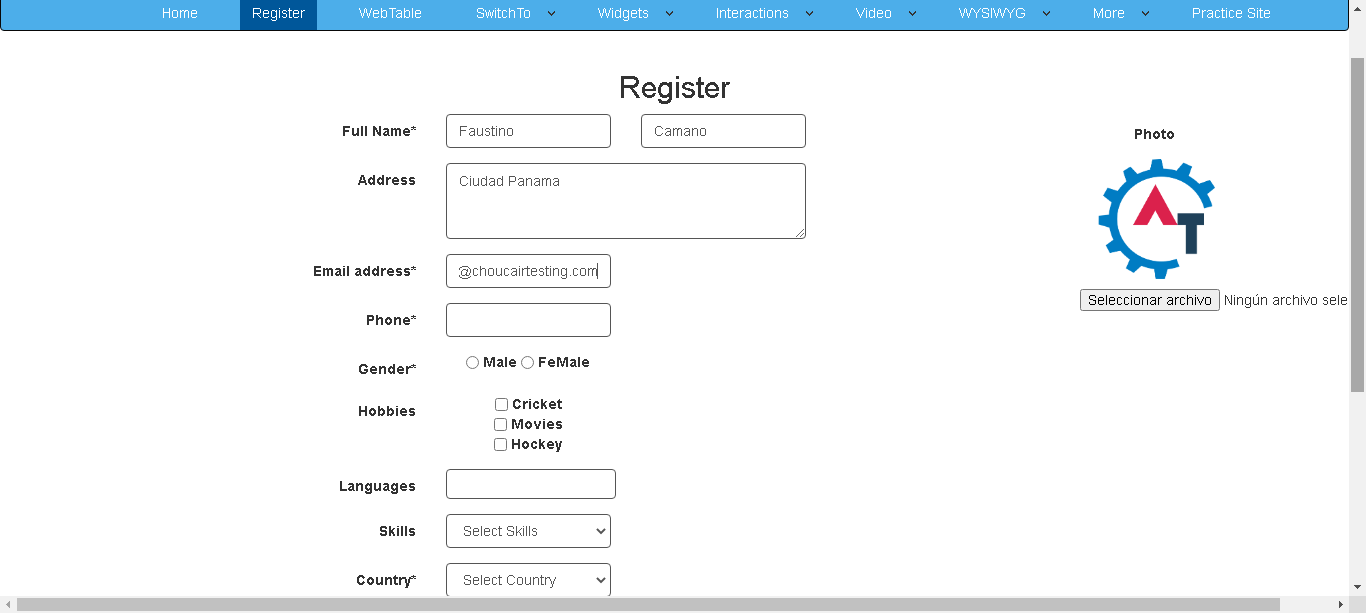 Home Register WebTable SwitchTo Widgets Interactions Video WYSIWYG More Practice Site
Register
Full Name* Faustino Camano
Photo
Address Ciudad Panama
AT
Email address* @choucairtesting.com
Seleccionar archivo Ningún archivo sele
Phone*
Gender* Male FeMale
Hobbies Cricket
Movies
Hockey
Languages
Skills Select Skills
Country* Select Country